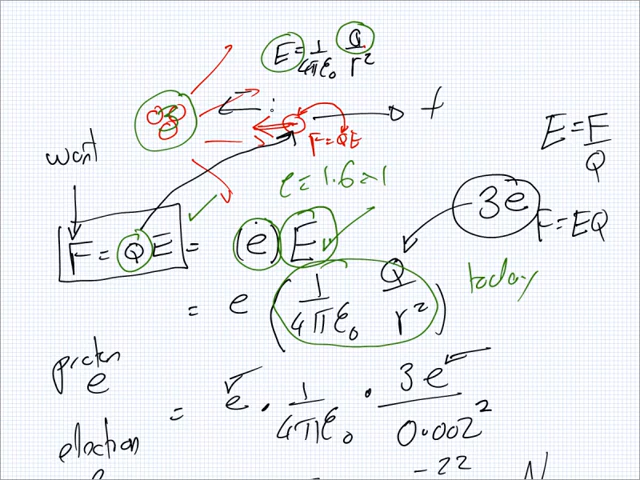 E = 1/4πε₀ Q/r²
3
t
F = QE
E = F/Q
want
e = 1.6 × 1
3e
F = QE = (e) E
F = EQ
= e ( 1/4πε₀ Q/r² )
today
proton
e
= e · 1/4πε₀ · 3e/0.002²
electron
-22
N